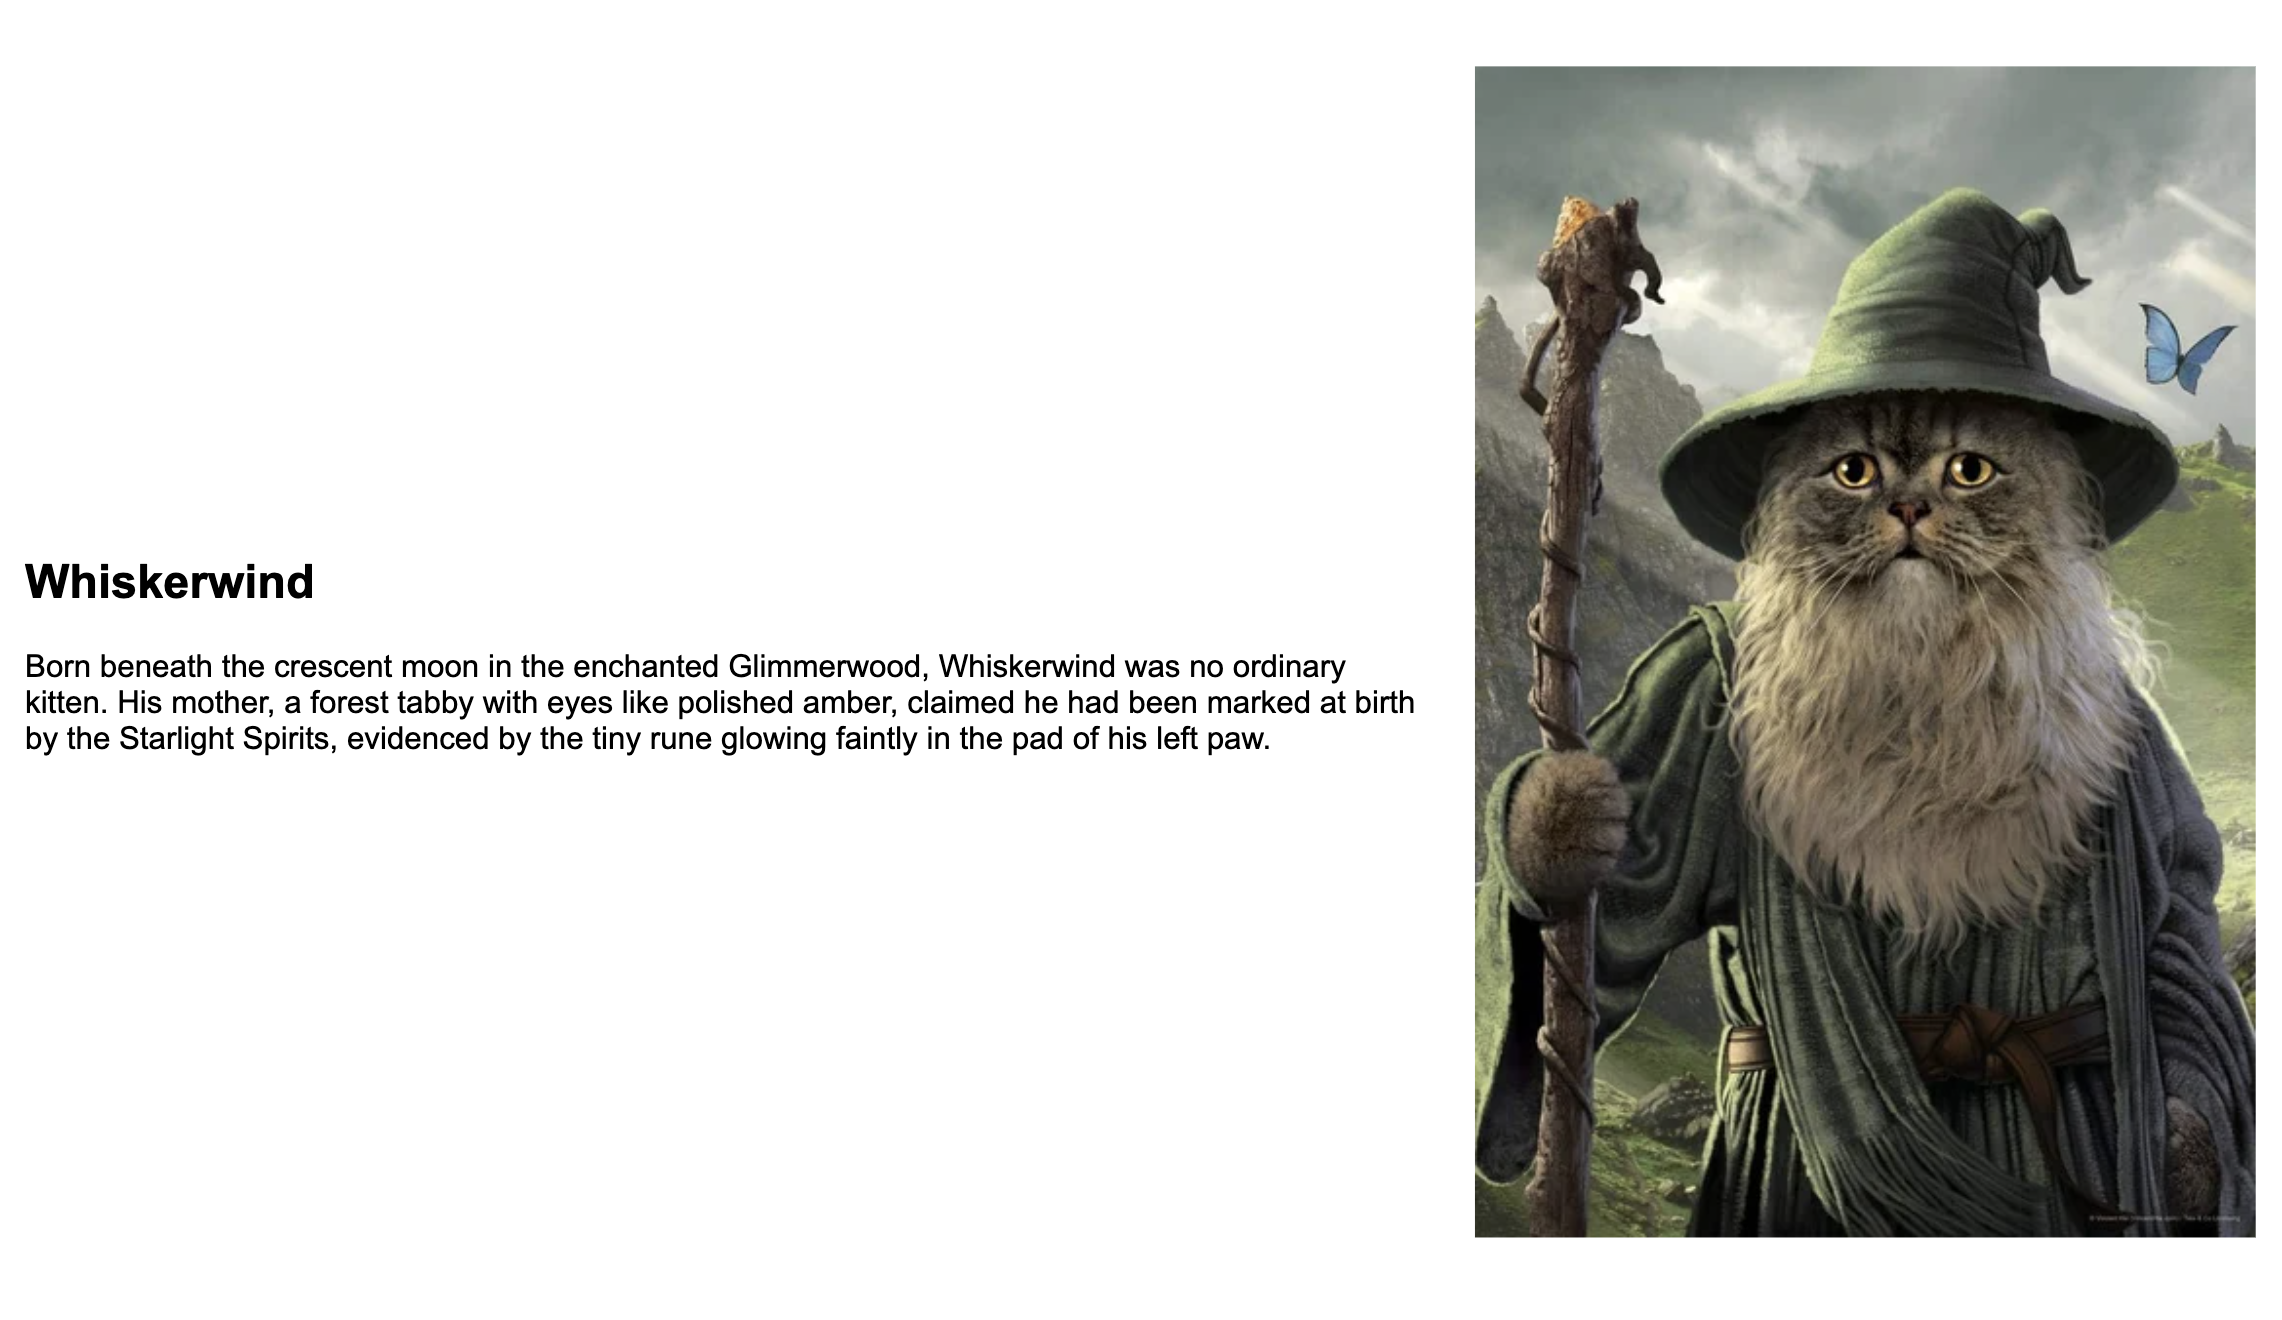 Whiskerwind
Born beneath the crescent moon in the enchanted Glimmerwood, Whiskerwind was no ordinary
kitten. His mother, a forest tabby with eyes like polished amber, claimed he had been marked at birth
by the Starlight Spirits, evidenced by the tiny rune glowing faintly in the pad of his left paw.